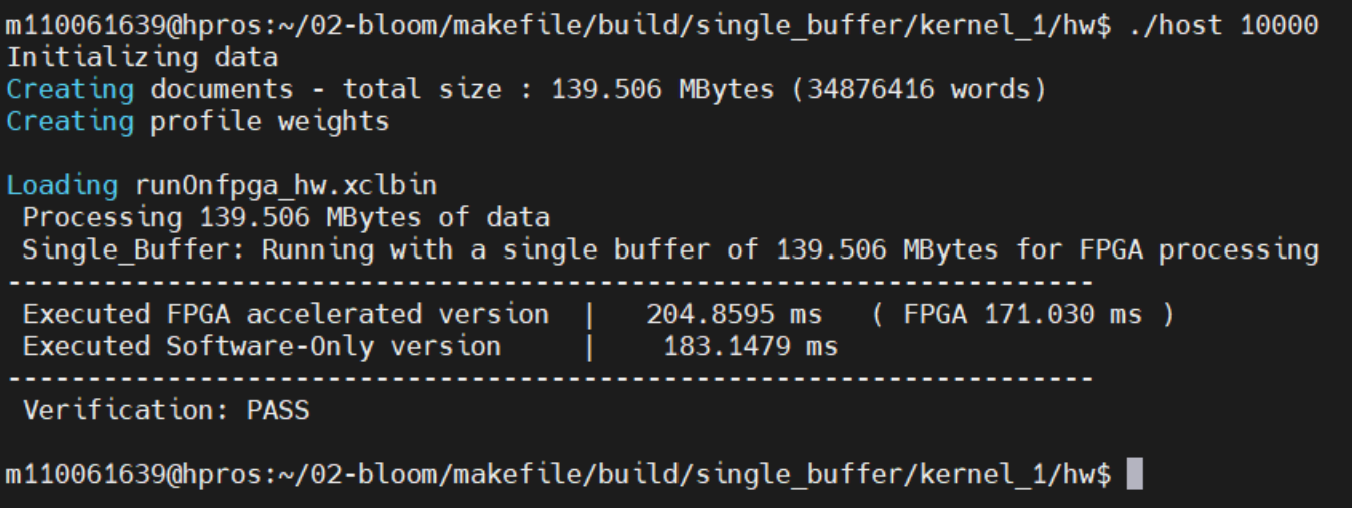 m110061639@hpros:~/02-bloom/makefile/build/single_buffer/kernel_1/hw$ ./host 10000
Initializing data
Creating documents - total size : 139.506 MBytes (34876416 words)
Creating profile weights
Loading runOnfpga_hw.xclbin
Processing 139.506 MBytes of data
Single_Buffer: Running with a single buffer of 139.506 MBytes for FPGA processing
--------------------------------------------------------------------
Executed FPGA accelerated version | 204.8595 ms ( FPGA 171.030 ms )
Executed Software-Only version | 183.1479 ms
--------------------------------------------------------------------
Verification: PASS
m110061639@hpros:~/02-bloom/makefile/build/single_buffer/kernel_1/hw$